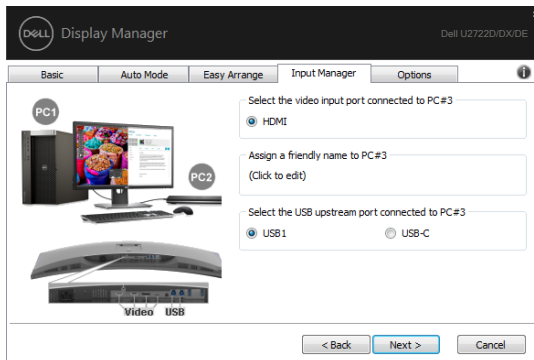 DELL Display Manager
Dell U2722D/DX/DE
Basic Auto Mode Easy Arrange Input Manager Options
Select the video input port connected to PC#3
HDMI
Assign a friendly name to PC#3
(Click to edit)
Select the USB upstream port connected to PC#3
USB1 USB-C
PC1
PC2
Video USB
< Back Next > Cancel